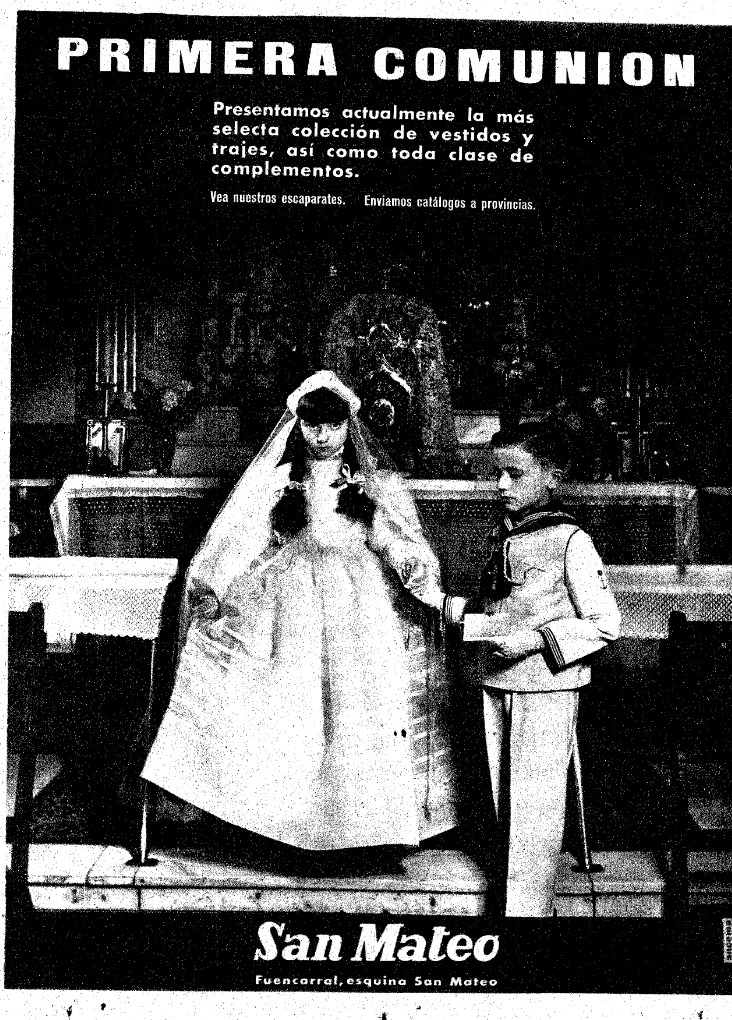 PRIMERA COMUNION
Presentamos actualmente la más
selecta colección de vestidos y
trajes, así como toda clase de
complementos.
Vea nuestros escaparates. Enviamos catálogos a provincias.
San Mateo
Fuencarral, esquina San Mateo